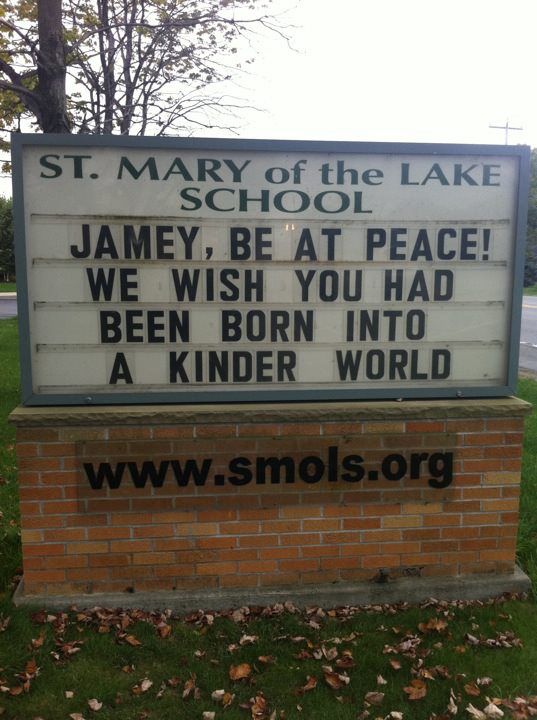 ST. MARY of the LAKE
SCHOOL
JAMEY, BE AT PEACE!
WE WISH YOU HAD
BEEN BORN INTO
A KINDER WORLD
www.smols.org